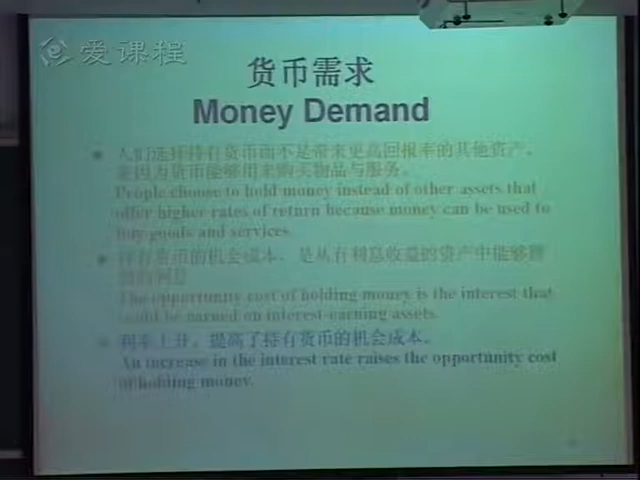 爱课程
货币需求
Money Demand
人们选择持有货币而不是带来更高回报率的其他资产,
是因为货币能够用来购买物品与服务。
People choose to hold money instead of other assets that
offer higher rates of return because money can be used to
buy goods and services.
持有货币的机会成本,是从有利息收益的资产中能够
The opportunity cost of holding money is the interest that
could be earned on interest-earning assets.
利率上升,提高了持有货币的机会成本。
An increase in the interest rate raises the opportunity cost
of holding money.